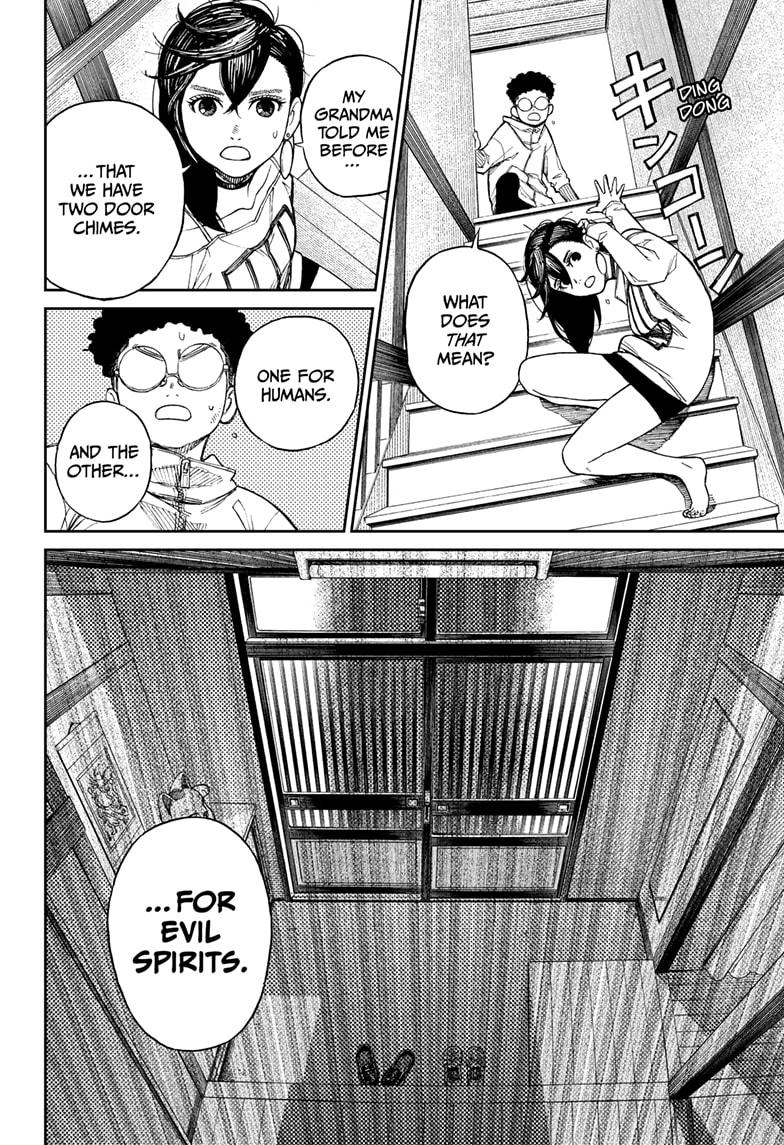 キンコーン
DING
DONG
WHAT
DOES
THAT
MEAN?
MY
GRANDMA
TOLD ME
BEFORE
...
...THAT
WE HAVE
TWO DOOR
CHIMES.
ONE FOR
HUMANS.
AND THE
OTHER...
...FOR
EVIL
SPIRITS.